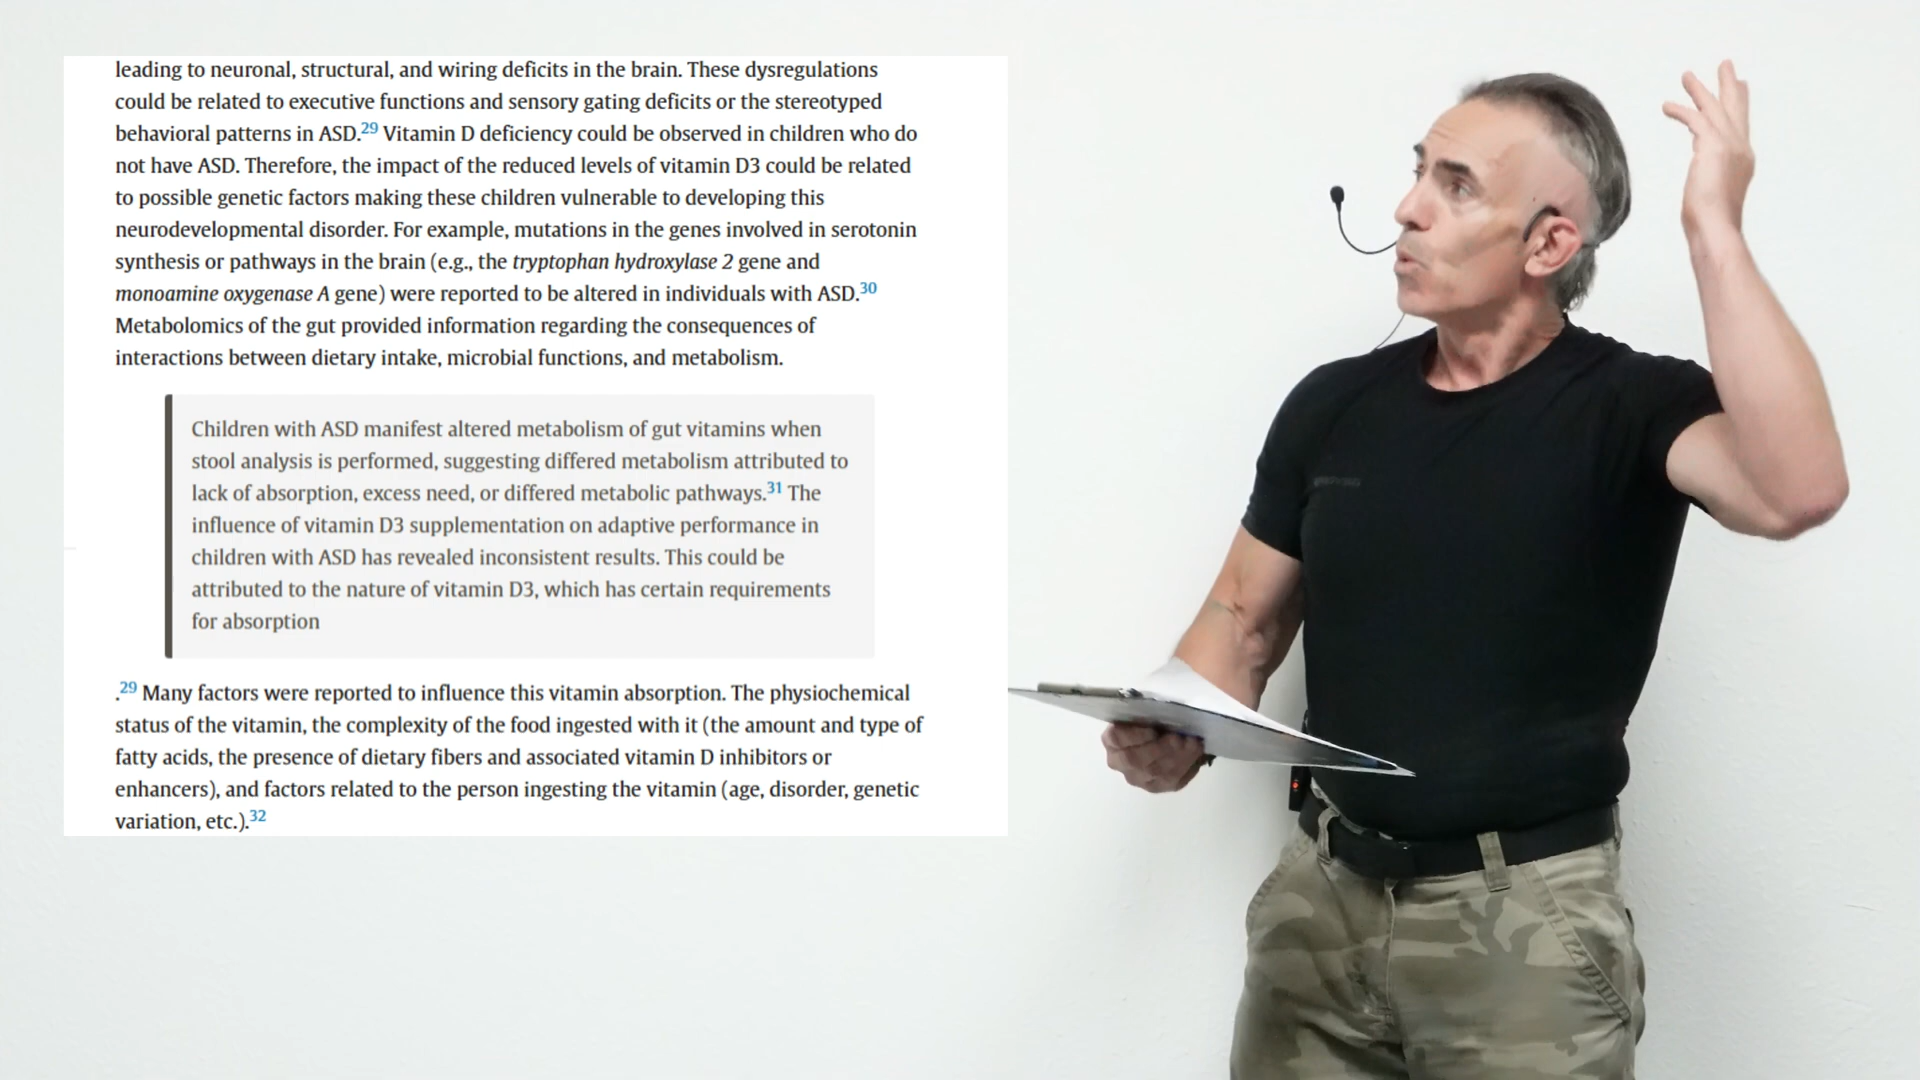 leading to neuronal, structural, and wiring deficits in the brain. These dysregulations
could be related to executive functions and sensory gating deficits or the stereotyped
behavioral patterns in ASD.29 Vitamin D deficiency could be observed in children who do
not have ASD. Therefore, the impact of the reduced levels of vitamin D3 could be related
to possible genetic factors making these children vulnerable to developing this
neurodevelopmental disorder. For example, mutations in the genes involved in serotonin
synthesis or pathways in the brain (e.g., the tryptophan hydroxylase 2 gene and
monoamine oxygenase A gene) were reported to be altered in individuals with ASD.30
Metabolomics of the gut provided information regarding the consequences of
interactions between dietary intake, microbial functions, and metabolism.
Children with ASD manifest altered metabolism of gut vitamins when
stool analysis is performed, suggesting differed metabolism attributed to
lack of absorption, excess need, or differed metabolic pathways.31 The
influence of vitamin D3 supplementation on adaptive performance in
children with ASD has revealed inconsistent results. This could be
attributed to the nature of vitamin D3, which has certain requirements
for absorption
.29 Many factors were reported to influence this vitamin absorption. The physiochemical
status of the vitamin, the complexity of the food ingested with it (the amount and type of
fatty acids, the presence of dietary fibers and associated vitamin D inhibitors or
enhancers), and factors related to the person ingesting the vitamin (age, disorder, genetic
variation, etc.).32